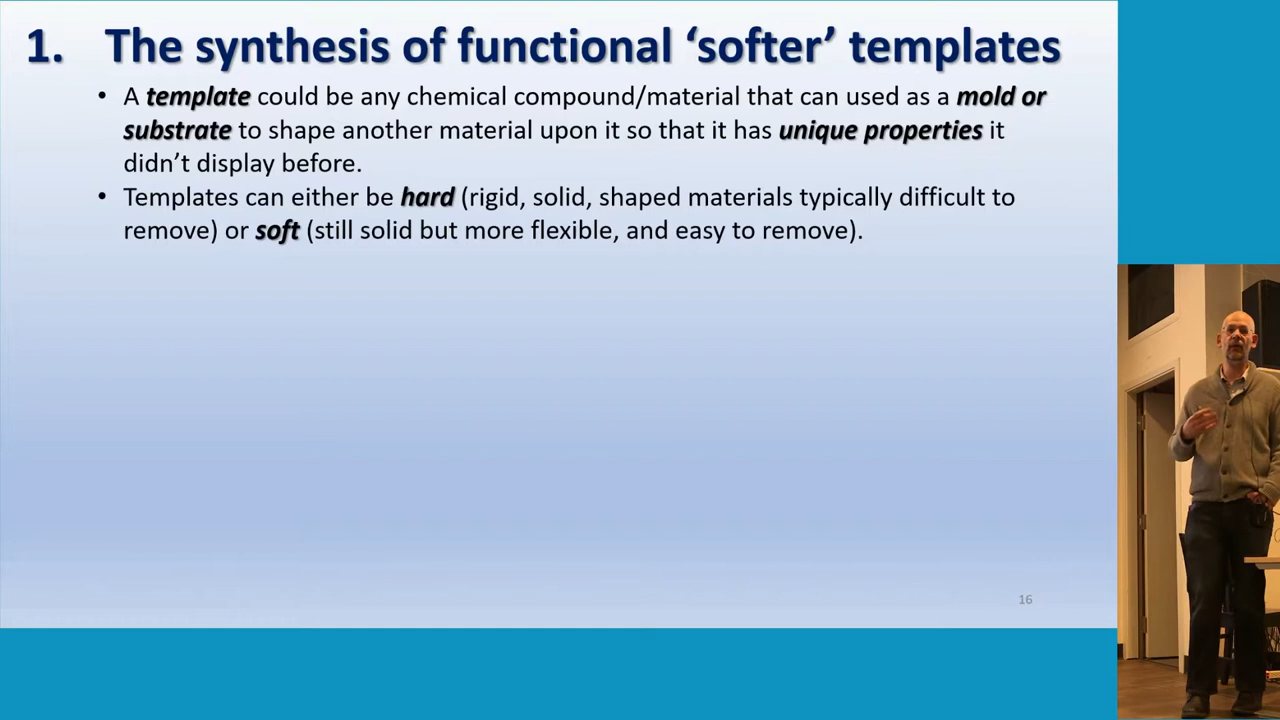 1. The synthesis of functional ‘softer’ templates
• A template could be any chemical compound/material that can used as a mold or
substrate to shape another material upon it so that it has unique properties it
didn’t display before.
• Templates can either be hard (rigid, solid, shaped materials typically difficult to
remove) or soft (still solid but more flexible, and easy to remove).
16